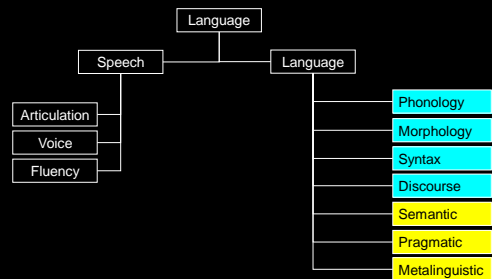 Language
Speech
Language
Articulation
Voice
Fluency
Phonology
Morphology
Syntax
Discourse
Semantic
Pragmatic
Metalinguistic